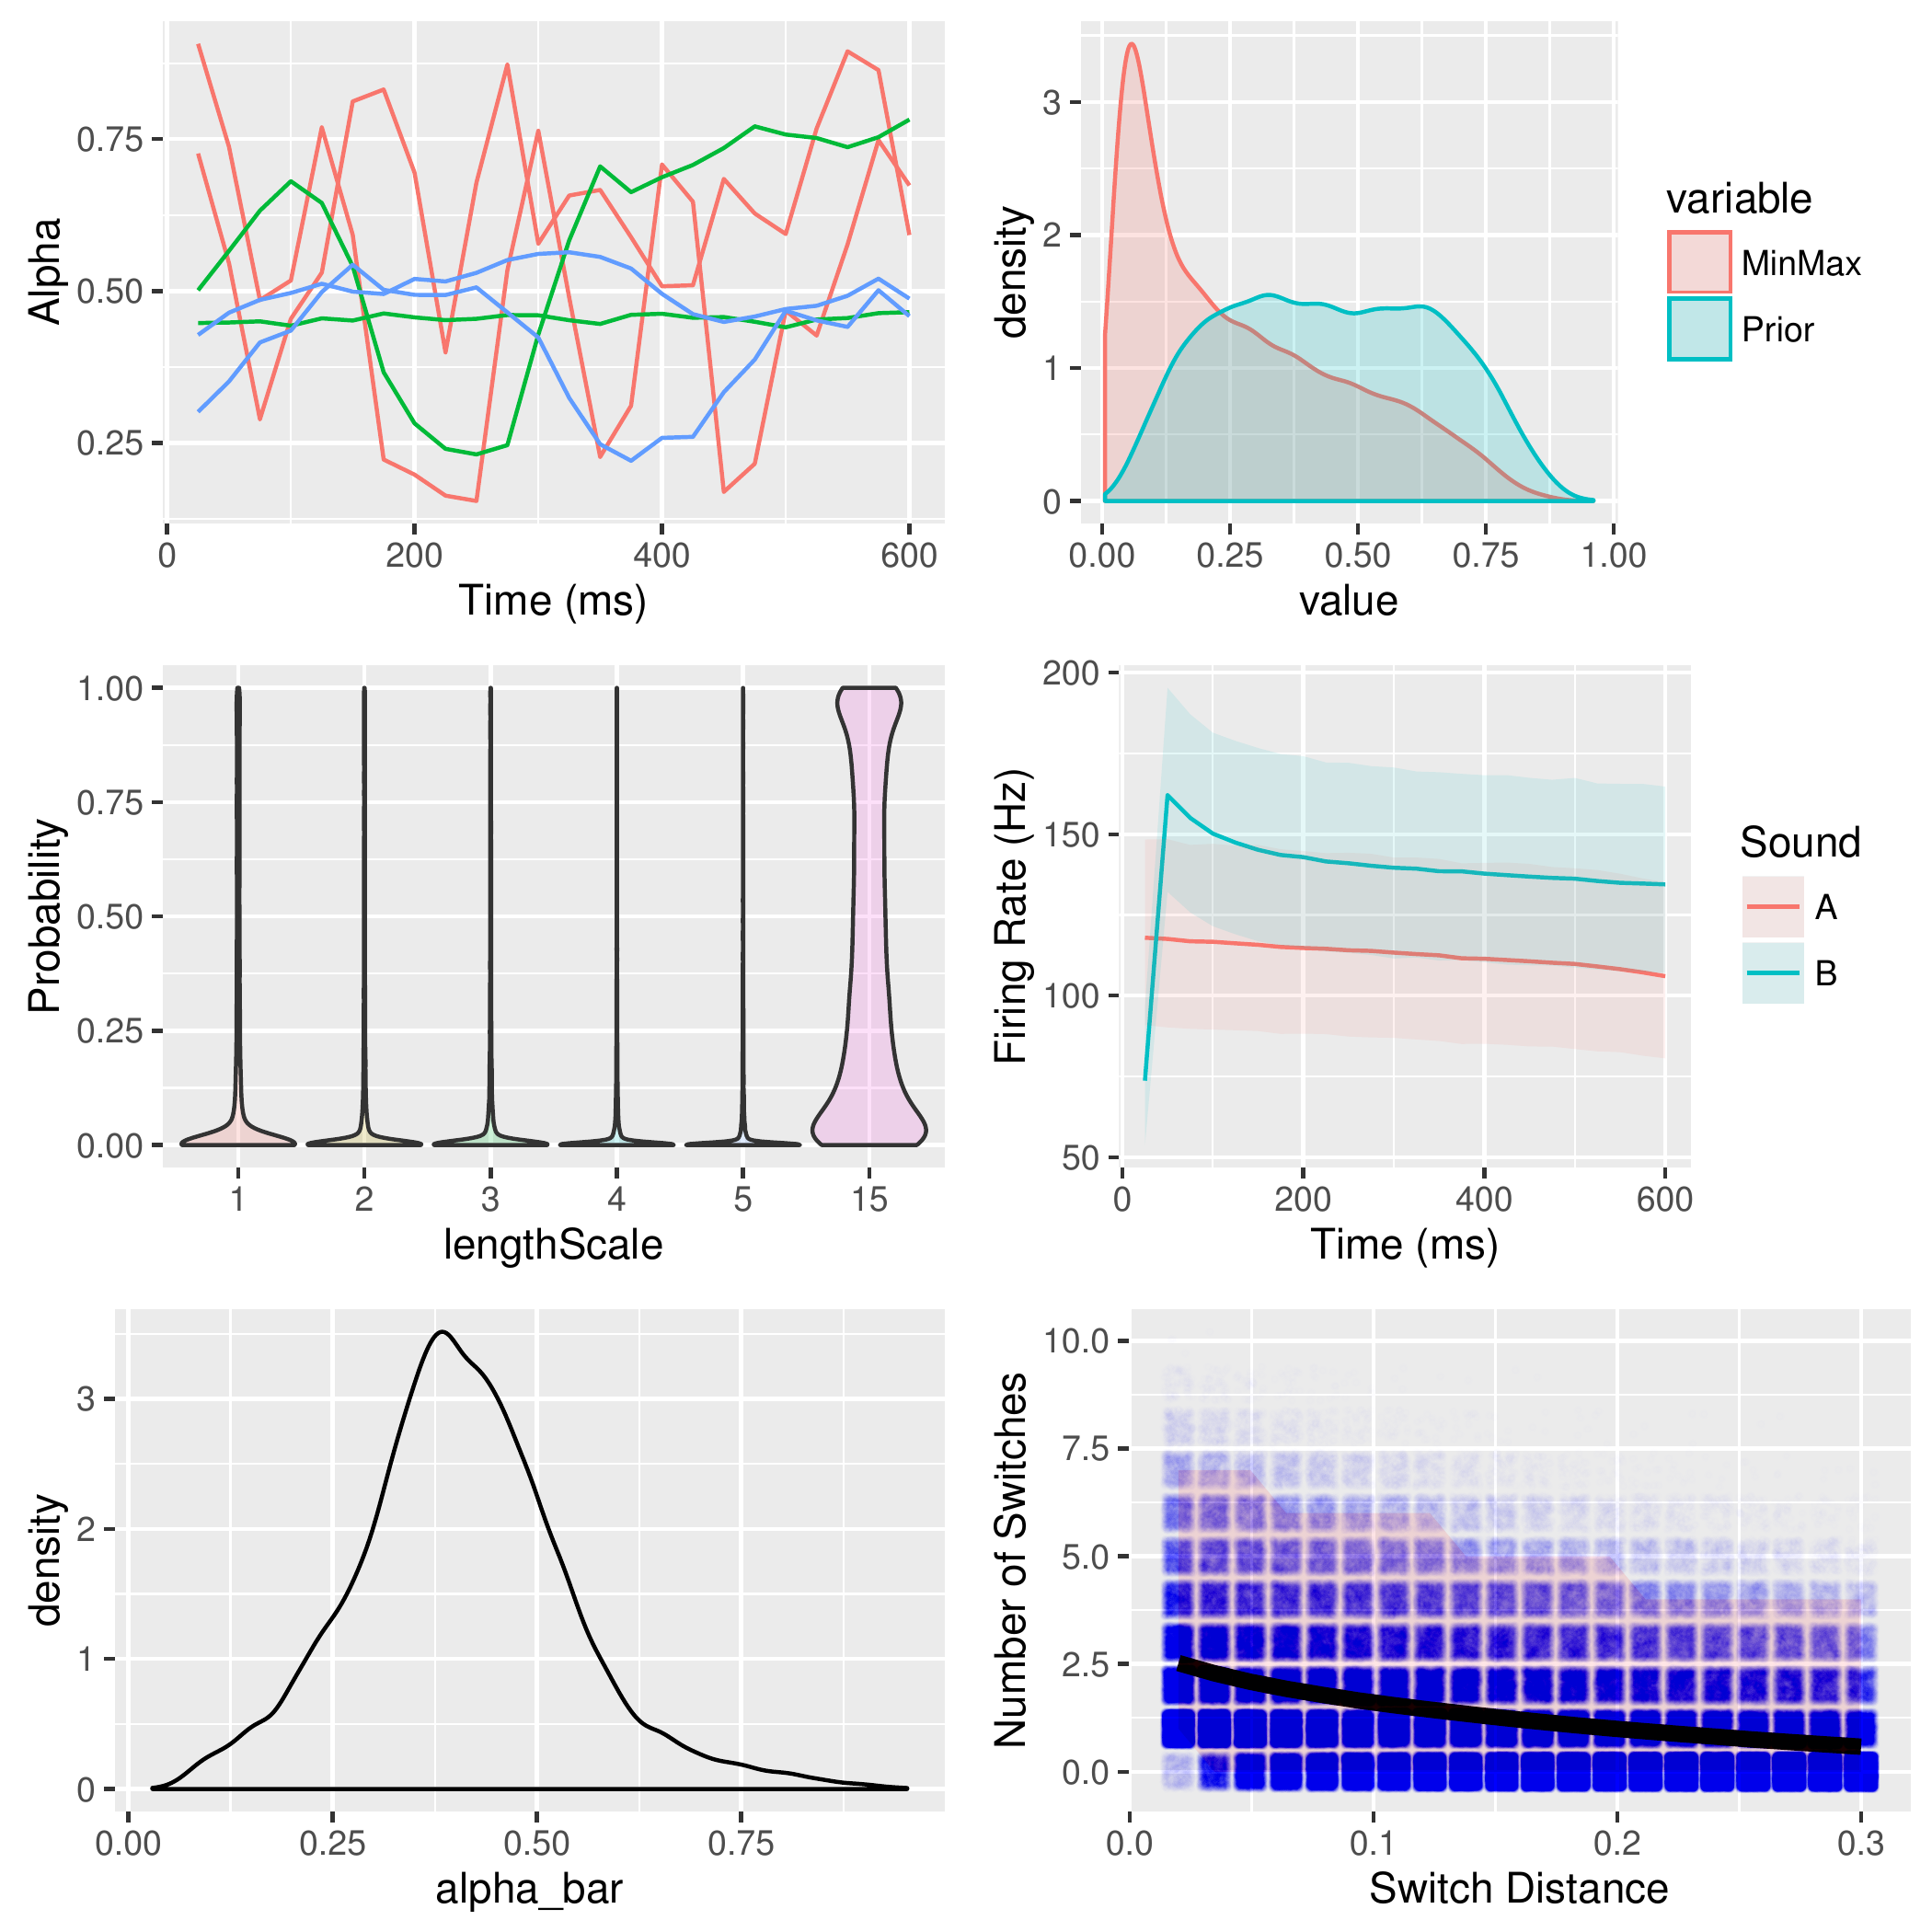 Alpha
0.75
0.50
0.25
0 200 400 600
Time (ms)
density
3
2
1
0
0.00 0.25 0.50 0.75 1.00
value
variable
MinMax
Prior
Probability
1.00
0.75
0.50
0.25
0.00
1 2 3 4 5 15
lengthScale
Firing Rate (Hz)
200
150
100
50
0 200 400 600
Time (ms)
Sound
A
B
density
3
2
1
0
0.00 0.25 0.50 0.75
alpha_bar
Number of Switches
10.0
7.5
5.0
2.5
0.0
0.0 0.1 0.2 0.3
Switch Distance